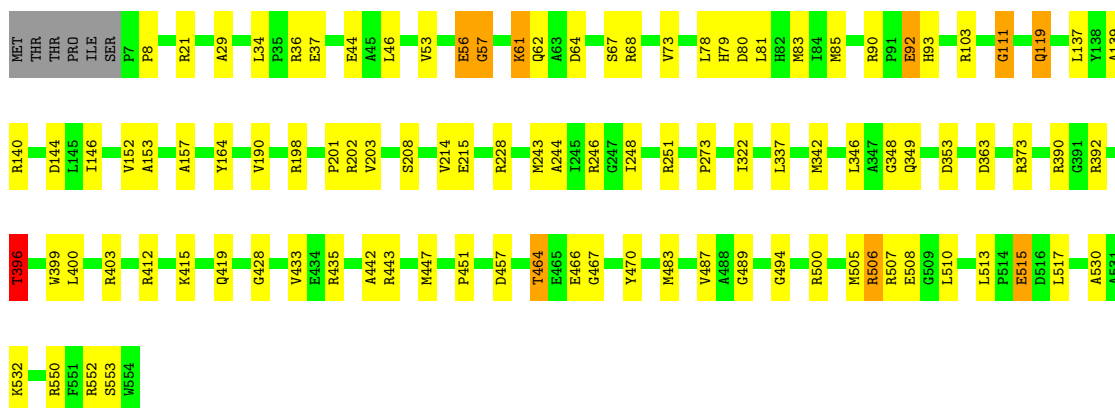 MET THR THR PRO ILE SER P7 P8 R21 A29 L34 P35 R36 E37 E44 A45 L46 V53 E56 G57 K61 Q62 A63 D64 S67 R68 V73 L78 H79 D80 L81 H82 M83 I84 M85 R90 P91 E92 H93 R103 G111 Q119 L137 Y138 A139
R140 D144 L145 I146 V152 A153 A157 Y164 V190 R198 P201 R202 V203 S208 V214 E215 R228 M243 A244 I245 R246 G247 I248 R251 P273 I322 L337 M342 L346 A347 G348 Q349 D353 D363 R373 R390 G391 R392
T396 W399 L400 R403 R412 K415 Q419 G428 V433 E434 R435 A442 R443 M447 P451 D457 T464 E465 E466 G467 Y470 M483 V487 A488 G489 G494 R500 M505 R506 R507 E508 G509 L510 L513 P514 E515 D516 L517 A530 A531
K532 R550 F551 R552 S553 W554